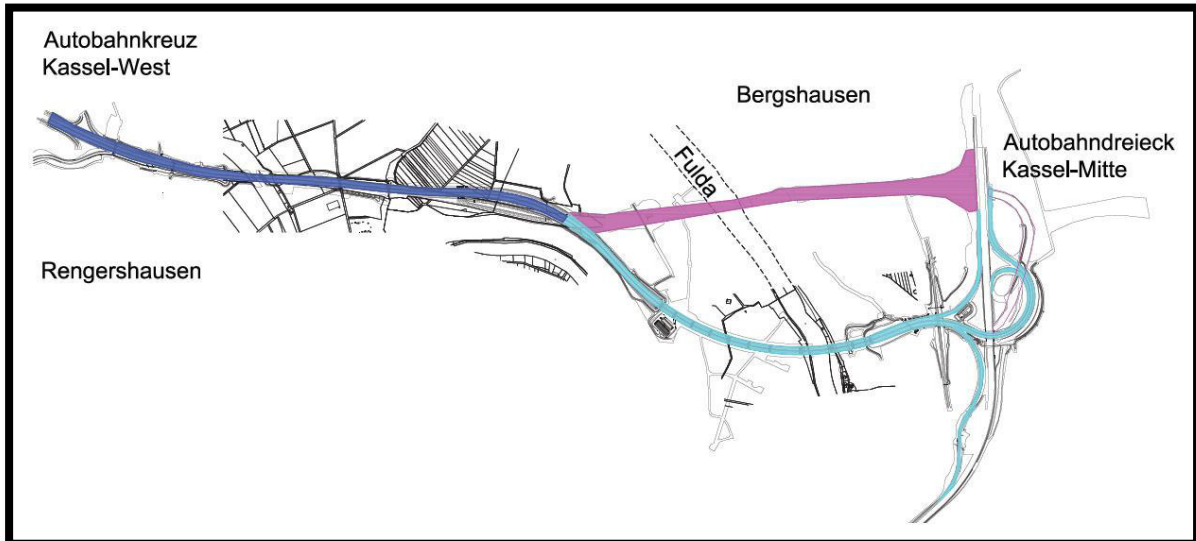 Autobahnkreuz
Kassel-West
Bergshausen
Autobahndreieck
Kassel-Mitte
Fulda
Rengershausen